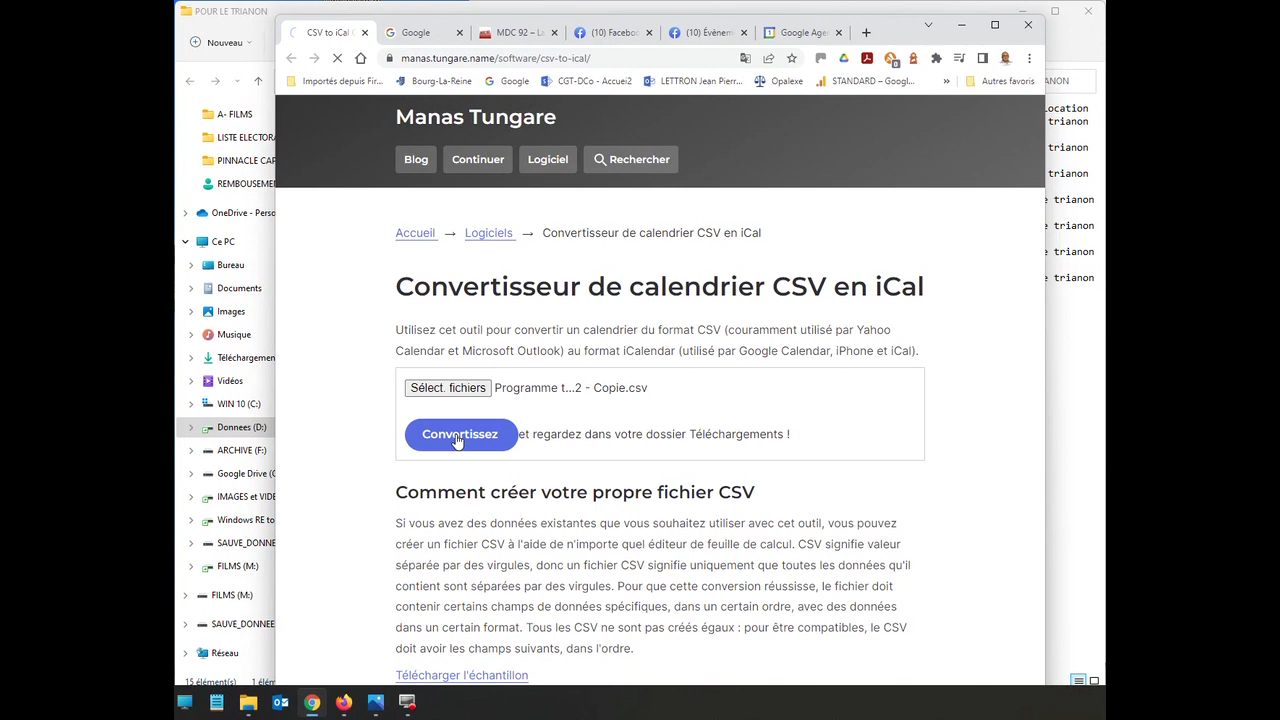 POUR LE TRIANON
CSV to iCal
Google
MDC 92 – L
(10) Faceb
(10) Évène
Google Age
Nouveau
manas.tungare.name/software/csv-to-ical/
Importés depuis Fir...
Bourg-La-Reine
Google
CGT-DCo - Accueil2
LETTRON Jean Pierr...
Opalexe
STANDARD – Googl...
»
Autres favoris
ANON
A- FILMS
LISTE ELECTORA
PINNACLE CAP
REMBOUSEME
OneDrive - Perso
Ce PC
Bureau
Documents
Images
Musique
Téléchargemen
Vidéos
WIN 10 (C:)
Donnees (D:)
ARCHIVE (F:)
Google Drive (G
IMAGES et VIDE
Windows RE to
SAUVE_DONNE
FILMS (M:)
FILMS (M:)
SAUVE_DONNEE
Réseau
15 élément(s)
1 élém
Manas Tungare
Blog
Continuer
Logiciel
Rechercher
Accueil → Logiciels → Convertisseur de calendrier CSV en iCal
Convertisseur de calendrier CSV en iCal
Utilisez cet outil pour convertir un calendrier du format CSV (couramment utilisé par Yahoo
Calendar et Microsoft Outlook) au format iCalendar (utilisé par Google Calendar, iPhone et iCal).
Sélect. fichiers Programme t...2 - Copie.csv
Convertissez et regardez dans votre dossier Téléchargements !
Comment créer votre propre fichier CSV
Si vous avez des données existantes que vous souhaitez utiliser avec cet outil, vous pouvez
créer un fichier CSV à l'aide de n'importe quel éditeur de feuille de calcul. CSV signifie valeur
séparée par des virgules, donc un fichier CSV signifie uniquement que toutes les données qu'il
contient sont séparées par des virgules. Pour que cette conversion réussisse, le fichier doit
contenir certains champs de données spécifiques, dans un certain ordre, avec des données
dans un certain format. Tous les CSV ne sont pas créés égaux : pour être compatibles, le CSV
doit avoir les champs suivants, dans l'ordre.
Télécharger l'échantillon
ocation
trianon
trianon
trianon
e trianon
e trianon
e trianon
e trianon